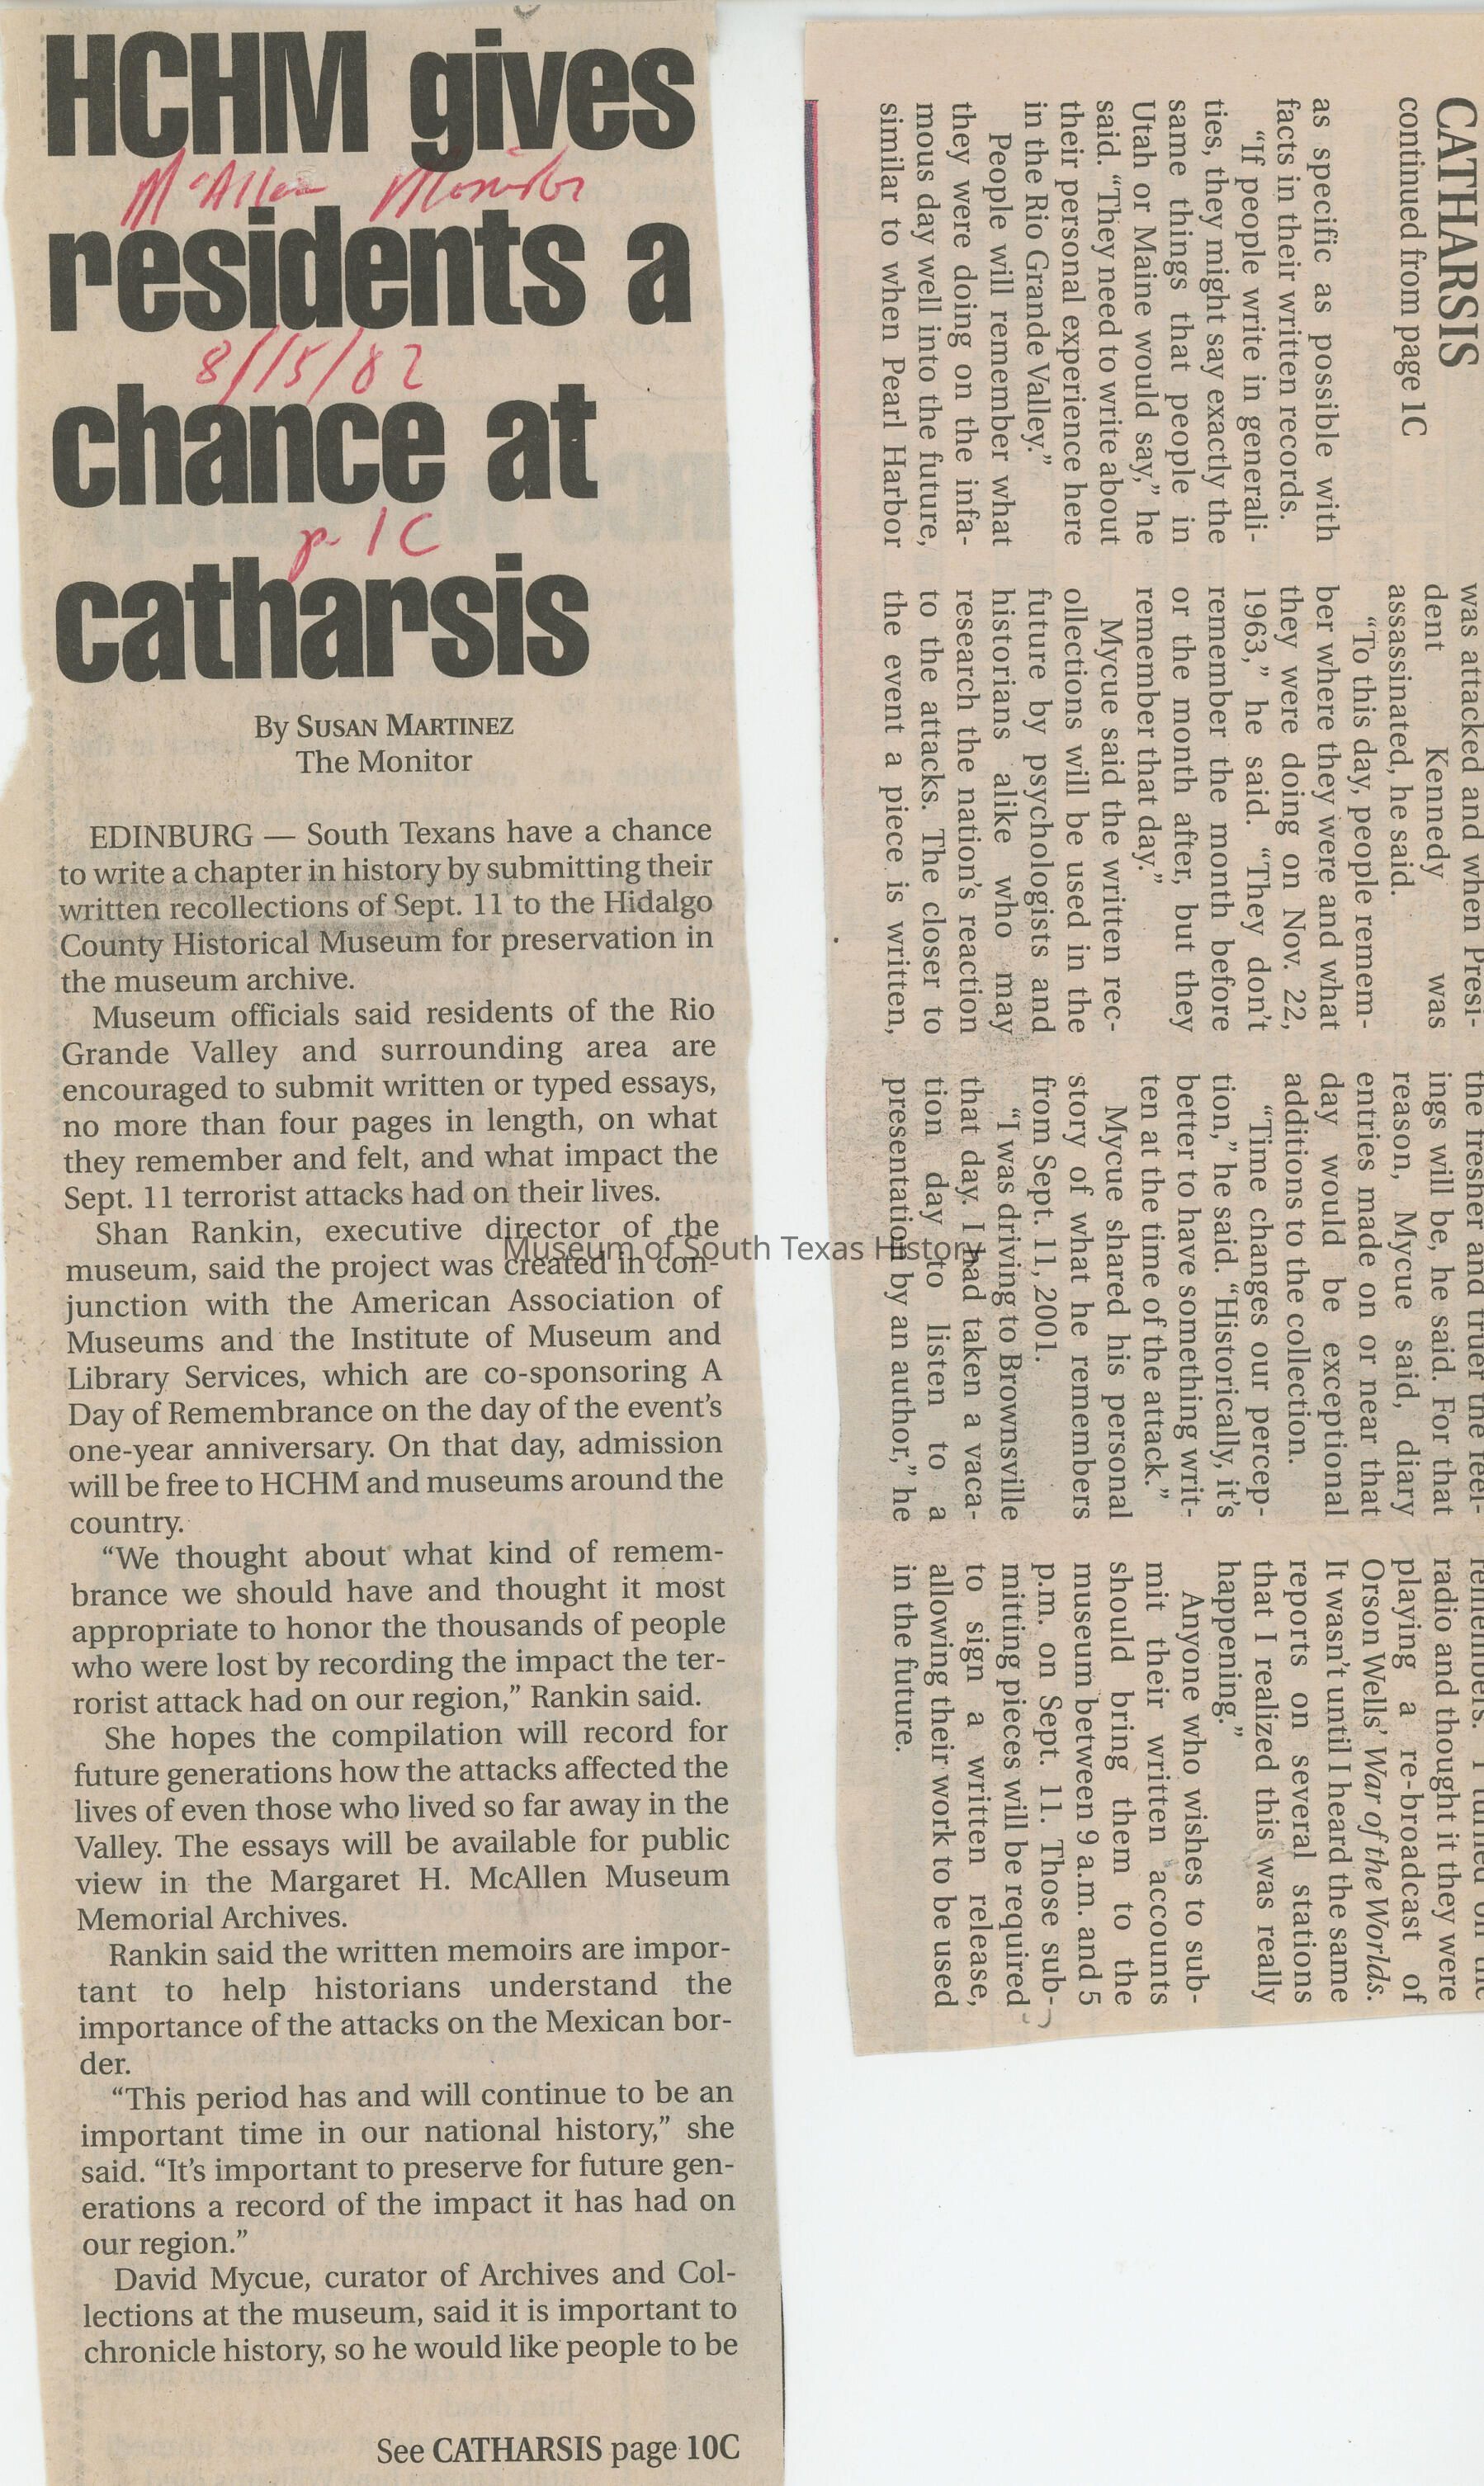 HCHM gives
McAllen Monitor
residents a
8/15/82
chance at
p. 1C
catharsis
By SUSAN MARTINEZ
The Monitor
EDINBURG — South Texans have a chance
to write a chapter in history by submitting their
written recollections of Sept. 11 to the Hidalgo
County Historical Museum for preservation in
the museum archive.
Museum officials said residents of the Rio
Grande Valley and surrounding area are
encouraged to submit written or typed essays,
no more than four pages in length, on what
they remember and felt, and what impact the
Sept. 11 terrorist attacks had on their lives.
Shan Rankin, executive director of the
museum, said the project was created in con-
junction with the American Association of
Museums and the Institute of Museum and
Library Services, which are co-sponsoring A
Day of Remembrance on the day of the event's
one-year anniversary. On that day, admission
will be free to HCHM and museums around the
country.
“We thought about what kind of remem-
brance we should have and thought it most
appropriate to honor the thousands of people
who were lost by recording the impact the ter-
rorist attack had on our region,” Rankin said.
She hopes the compilation will record for
future generations how the attacks affected the
lives of even those who lived so far away in the
Valley. The essays will be available for public
view in the Margaret H. McAllen Museum
Memorial Archives.
Rankin said the written memoirs are impor-
tant to help historians understand the
importance of the attacks on the Mexican bor-
der.
“This period has and will continue to be an
important time in our national history,” she
said. “It's important to preserve for future gen-
erations a record of the impact it has had on
our region.”
David Mycue, curator of Archives and Col-
lections at the museum, said it is important to
chronicle history, so he would like people to be
See CATHARSIS page 10C
Museum of South Texas History
CATHARSIS
continued from page 1C
as specific as possible with
facts in their written records.
“If people write in generali-
ties, they might say exactly the
same things that people in
Utah or Maine would say,” he
said. “They need to write about
their personal experience here
in the Rio Grande Valley.”
People will remember what
they were doing on the infa-
mous day well into the future,
similar to when Pearl Harbor
was attacked and when Presi-
dent Kennedy was
assassinated, he said.
“To this day, people remem-
ber where they were and what
they were doing on Nov. 22,
1963,” he said. “They don't
remember the month before
or the month after, but they
remember that day.”
Mycue said the written rec-
ollections will be used in the
future by psychologists and
historians alike who may
research the nation's reaction
to the attacks. The closer to
the event a piece is written,
the fresher and truer the feel-
ings will be, he said. For that
reason, Mycue said, diary
entries made on or near that
day would be exceptional
additions to the collection.
“Time changes our percep-
tion,” he said. “Historically, it's
better to have something writ-
ten at the time of the attack.”
Mycue shared his personal
story of what he remembers
from Sept. 11, 2001.
“I was driving to Brownsville
that day. I had taken a vaca-
tion day to listen to a
presentation by an author,” he
remembers. “I turned on the
radio and thought it they were
playing a re-broadcast of
Orson Wells' War of the Worlds.
It wasn't until I heard the same
reports on several stations
that I realized this was really
happening.”
Anyone who wishes to sub-
mit their written accounts
should bring them to the
museum between 9 a.m. and 5
p.m. on Sept. 11. Those sub-
mitting pieces will be required
to sign a written release,
allowing their work to be used
in the future.